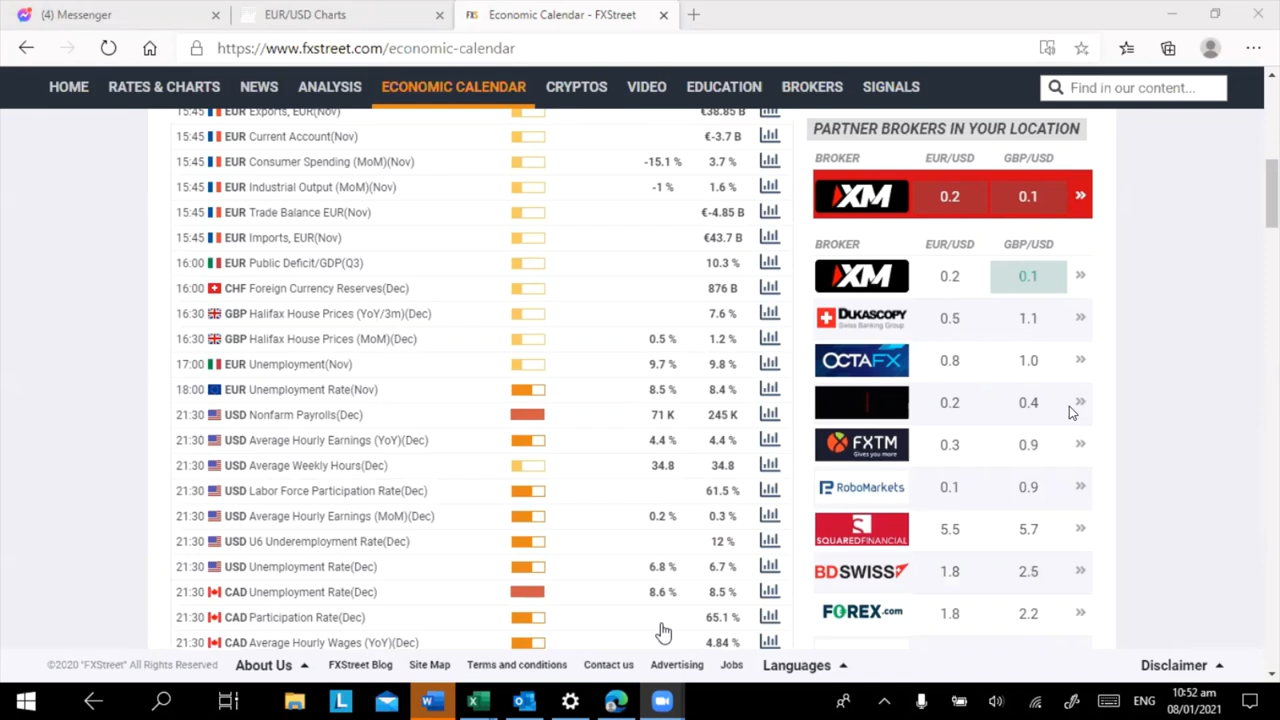 (4) Messenger
EUR/USD Charts
FXS Economic Calendar - FXStreet
https://www.fxstreet.com/economic-calendar
HOME RATES & CHARTS NEWS ANALYSIS ECONOMIC CALENDAR CRYPTOS VIDEO EDUCATION BROKERS SIGNALS Find in our content...
15:45 EUR Exports, EUR(Nov) €38.85 B
15:45 EUR Current Account(Nov) €-3.7 B
15:45 EUR Consumer Spending (MoM)(Nov) -15.1 % 3.7 %
15:45 EUR Industrial Output (MoM)(Nov) -1 % 1.6 %
15:45 EUR Trade Balance EUR(Nov) €-4.85 B
15:45 EUR Imports, EUR(Nov) €43.7 B
16:00 EUR Public Deficit/GDP(Q3) 10.3 %
16:00 CHF Foreign Currency Reserves(Dec) 876 B
16:30 GBP Halifax House Prices (YoY/3m)(Dec) 7.6 %
16:30 GBP Halifax House Prices (MoM)(Dec) 0.5 % 1.2 %
17:00 EUR Unemployment(Nov) 9.7 % 9.8 %
18:00 EUR Unemployment Rate(Nov) 8.5 % 8.4 %
21:30 USD Nonfarm Payrolls(Dec) 71 K 245 K
21:30 USD Average Hourly Earnings (YoY)(Dec) 4.4 % 4.4 %
21:30 USD Average Weekly Hours(Dec) 34.8 34.8
21:30 USD Labor Force Participation Rate(Dec) 61.5 %
21:30 USD Average Hourly Earnings (MoM)(Dec) 0.2 % 0.3 %
21:30 USD U6 Underemployment Rate(Dec) 12 %
21:30 USD Unemployment Rate(Dec) 6.8 % 6.7 %
21:30 CAD Unemployment Rate(Dec) 8.6 % 8.5 %
21:30 CAD Participation Rate(Dec) 65.1 %
21:30 CAD Average Hourly Wages (YoY)(Dec) 4.84 %
PARTNER BROKERS IN YOUR LOCATION
BROKER EUR/USD GBP/USD
XM 0.2 0.1 »
BROKER EUR/USD GBP/USD
XM 0.2 0.1 »
DUKASCOPY Swiss Banking Group 0.5 1.1 »
OCTAFX 0.8 1.0 »
0.2 0.4 »
FXTM Gives you more 0.3 0.9 »
RoboMarkets 0.1 0.9 »
SQUAREDFINANCIAL 5.5 5.7 »
BDSWISS 1.8 2.5 »
FOREX.com 1.8 2.2 »
©2020 "FXStreet" All Rights Reserved About Us FXStreet Blog Site Map Terms and conditions Contact us Advertising Jobs Languages Disclaimer
ENG
10:52 am
08/01/2021